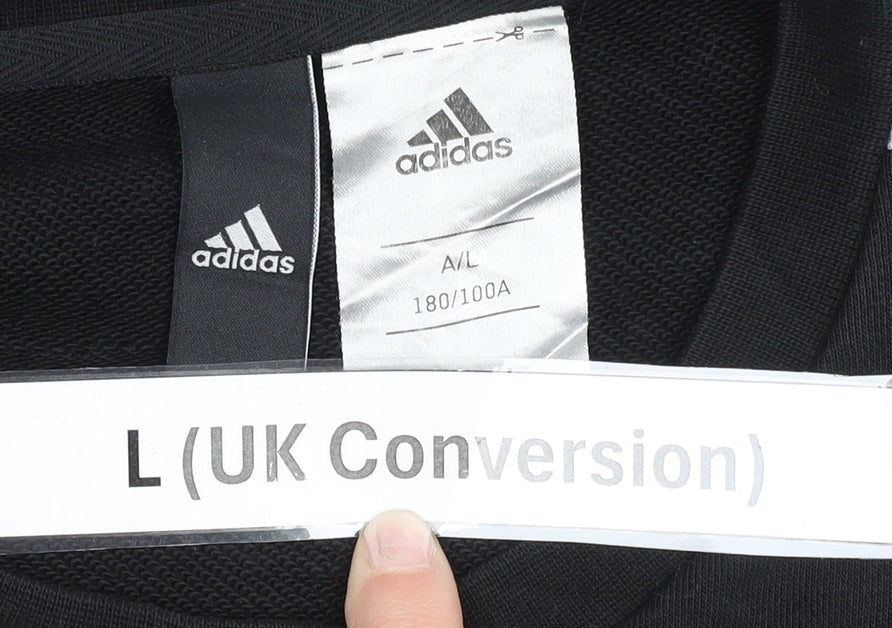 adidas
adidas
A/L
180/100A
L (UK Conversion)